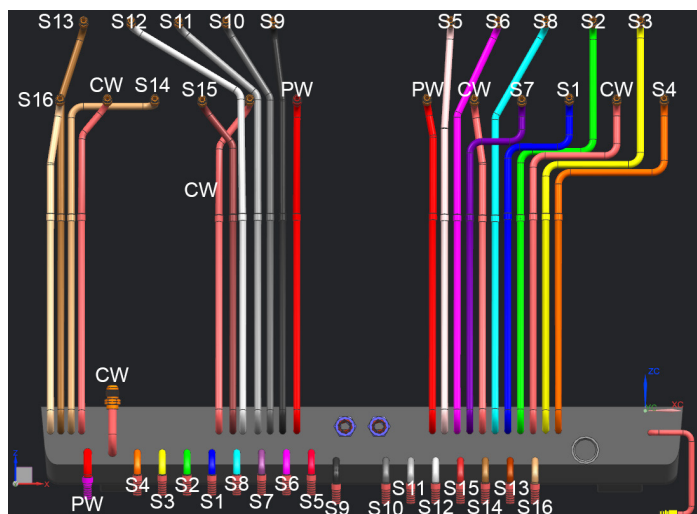 S13 S12 S11 S10 S9 S5 S6 S8 S2 S3
S16 CW S14 S15 PW PW CW S7 S1 CW S4
CW
CW
ZC
XC
X
PW S4 S3 S2 S1 S8 S7 S6 S5 S9 S10 S11 S12 S15 S14 S13 S16